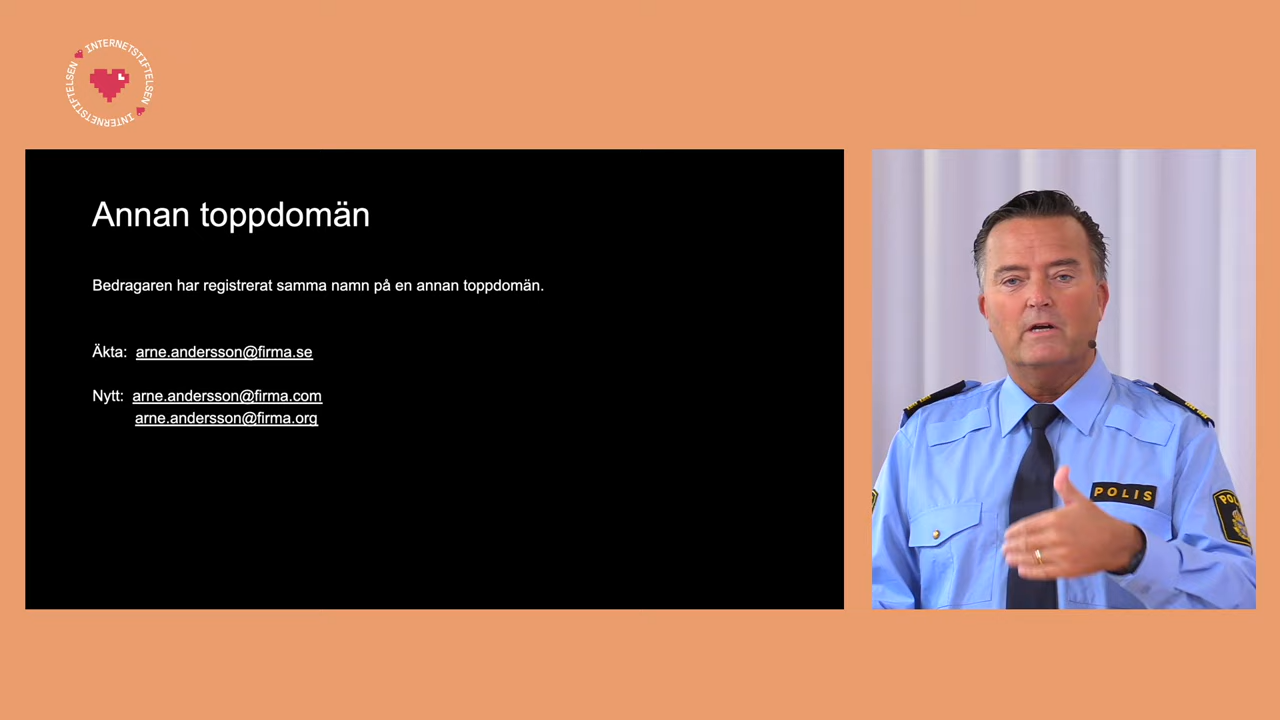 INTERNETSTIFTELSEN INTERNETSTIFTELSEN
Annan toppdomän
Bedragaren har registrerat samma namn på en annan toppdomän.
Äkta: arne.andersson@firma.se
Nytt: arne.andersson@firma.com
arne.andersson@firma.org
POLIS